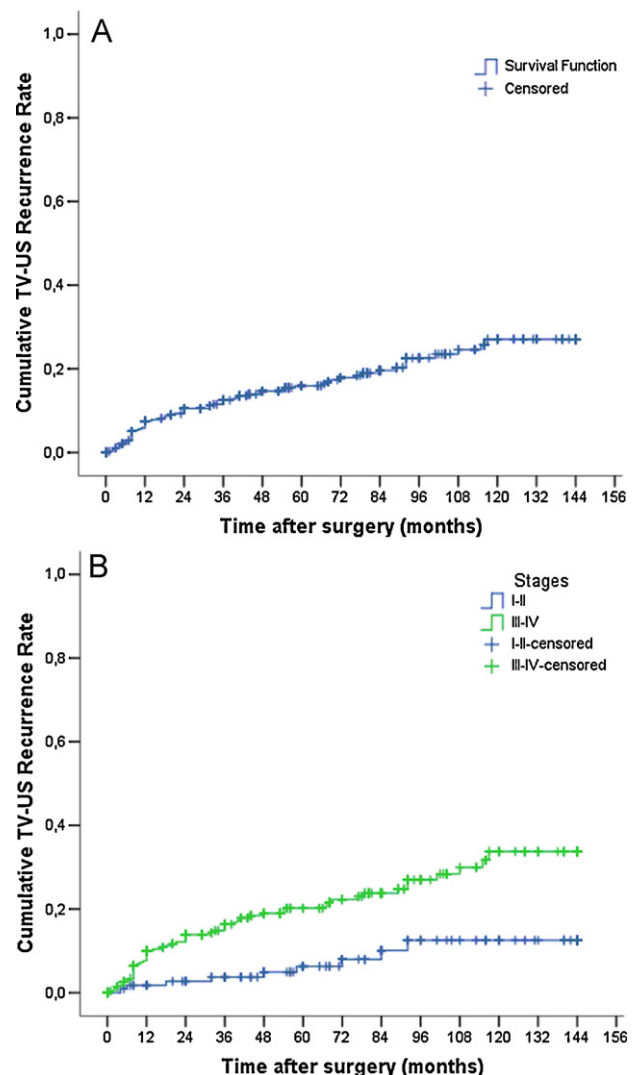 A
Survival Function
Censored
Cumulative TV-US Recurrence Rate
1,0
0,8
0,6
0,4
0,2
0,0
0 12 24 36 48 60 72 84 96 108 120 132 144 156
Time after surgery (months)
B
Stages
I-II
III-IV
I-II-censored
III-IV-censored
Cumulative TV-US Recurrence Rate
1,0
0,8
0,6
0,4
0,2
0,0
0 12 24 36 48 60 72 84 96 108 120 132 144 156
Time after surgery (months)